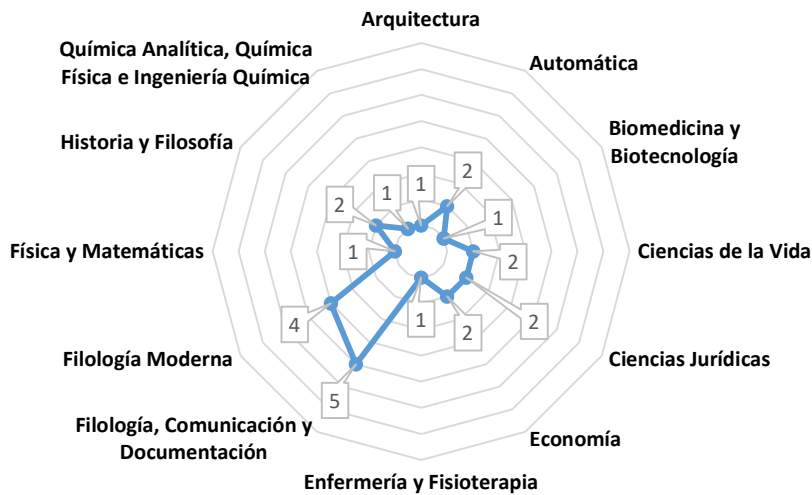 Arquitectura
Química Analítica, Química
Física e Ingeniería Química
Automática
Historia y Filosofía
Biomedicina y
Biotecnología
2
1
1
2
1
Física y Matemáticas
1
2
Ciencias de la Vida
4
1
2
2
Filología Moderna
Ciencias Jurídicas
5
Filología, Comunicación y
Documentación
Economía
Enfermería y Fisioterapia